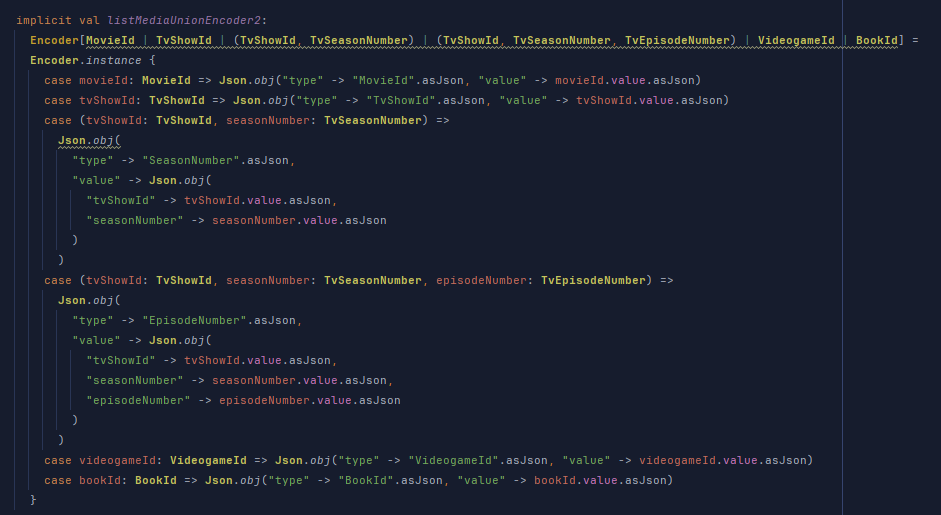 implicit val listMediaUnionEncoder2:
Encoder[MovieId | TvShowId | (TvShowId, TvSeasonNumber) | (TvShowId, TvSeasonNumber, TvEpisodeNumber) | VideogameId | BookId] =
Encoder.instance {
case movieId: MovieId => Json.obj("type" -> "MovieId".asJson, "value" -> movieId.value.asJson)
case tvShowId: TvShowId => Json.obj("type" -> "TvShowId".asJson, "value" -> tvShowId.value.asJson)
case (tvShowId: TvShowId, seasonNumber: TvSeasonNumber) =>
Json.obj(
"type" -> "SeasonNumber".asJson,
"value" -> Json.obj(
"tvShowId" -> tvShowId.value.asJson,
"seasonNumber" -> seasonNumber.value.asJson
)
)
case (tvShowId: TvShowId, seasonNumber: TvSeasonNumber, episodeNumber: TvEpisodeNumber) =>
Json.obj(
"type" -> "EpisodeNumber".asJson,
"value" -> Json.obj(
"tvShowId" -> tvShowId.value.asJson,
"seasonNumber" -> seasonNumber.value.asJson,
"episodeNumber" -> episodeNumber.value.asJson
)
)
case videogameId: VideogameId => Json.obj("type" -> "VideogameId".asJson, "value" -> videogameId.value.asJson)
case bookId: BookId => Json.obj("type" -> "BookId".asJson, "value" -> bookId.value.asJson)
}